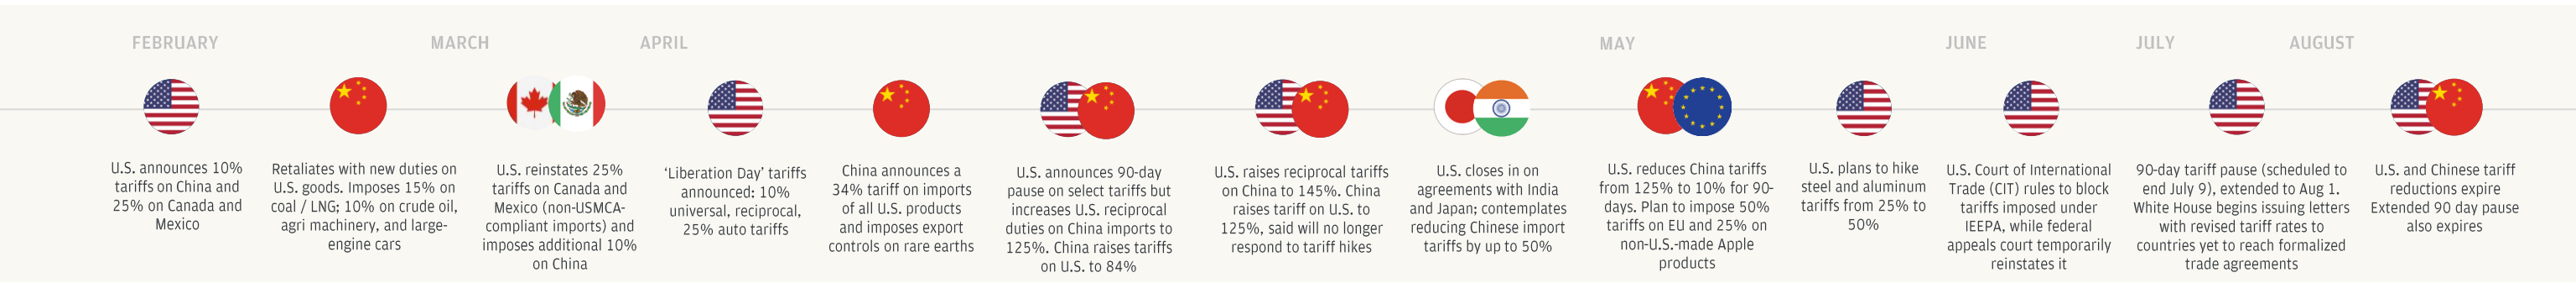 FEBRUARY
MARCH
APRIL
MAY
JUNE
JULY
AUGUST
U.S. announces 10%
tariffs on China and
25% on Canada and
Mexico
Retaliates with new duties on
U.S. goods. Imposes 15% on
coal / LNG; 10% on crude oil,
agri machinery, and large-
engine cars
U.S. reinstates 25%
tariffs on Canada and
Mexico (non-USMCA-
compliant imports) and
imposes additional 10%
on China
‘Liberation Day’ tariffs
announced: 10%
universal, reciprocal,
25% auto tariffs
China announces a
34% tariff on imports
of all U.S. products
and imposes export
controls on rare earths
U.S. announces 90-day
pause on select tariffs but
increases U.S. reciprocal
duties on China imports to
125%. China raises tariffs
on U.S. to 84%
U.S. raises reciprocal tariffs
on China to 145%. China
raises tariff on U.S. to
125%, said will no longer
respond to tariff hikes
U.S. closes in on
agreements with India
and Japan; contemplates
reducing Chinese import
tariffs by up to 50%
U.S. reduces China tariffs
from 125% to 10% for 90-
days. Plan to impose 50%
tariffs on EU and 25% on
non-U.S.-made Apple
products
U.S. plans to hike
steel and aluminum
tariffs from 25% to
50%
U.S. Court of International
Trade (CIT) rules to block
tariffs imposed under
IEEPA, while federal
appeals court temporarily
reinstates it
90-day tariff pause (scheduled to
end July 9), extended to Aug 1.
White House begins issuing letters
with revised tariff rates to
countries yet to reach formalized
trade agreements
U.S. and Chinese tariff
reductions expire
Extended 90 day pause
also expires